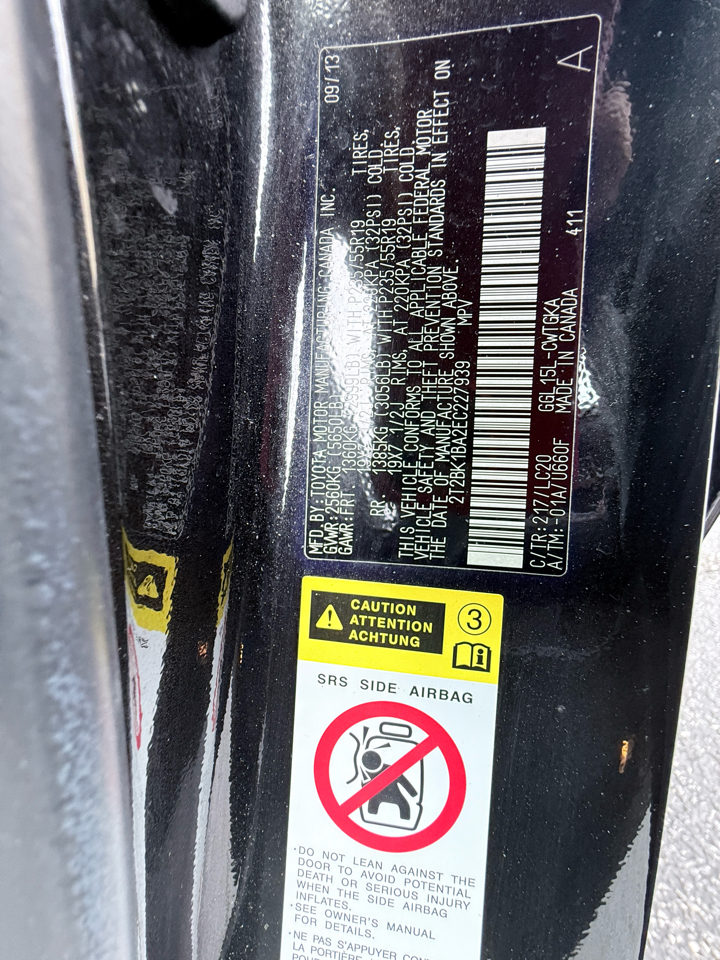 MFD. BY: TOYOTA MOTOR MANUFACTURING CANADA INC. 09/13
GVWR: 2560KG (5650LB)
GAWR: FRT. 1360KG (2999LB) WITH P235/55R19 TIRES,
19X7 1/2J RIMS, AT 220KPA (32PSI) COLD.
RR. 1385KG (3056LB) WITH P235/55R19 TIRES,
19X7 1/2J RIMS, AT 220KPA (32PSI) COLD.
THIS VEHICLE CONFORMS TO ALL APPLICABLE FEDERAL MOTOR
VEHICLE SAFETY AND THEFT PREVENTION STANDARDS IN EFFECT ON
THE DATE OF MANUFACTURE SHOWN ABOVE.
2T2BK1BA2EC227939 MPV
C/TR:217/LC20 GGL15L-CWTGKA 411 A
A/TM:-01A/U660F MADE IN CANADA
CAUTION
ATTENTION
ACHTUNG
3
SRS SIDE AIRBAG
·DO NOT LEAN AGAINST THE
DOOR TO AVOID POTENTIAL
DEATH OR SERIOUS INJURY
WHEN THE SIDE AIRBAG
INFLATES.
·SEE OWNER'S MANUAL
FOR DETAILS.
·NE PAS S'APPUYER CON
LA PORTIÈRE